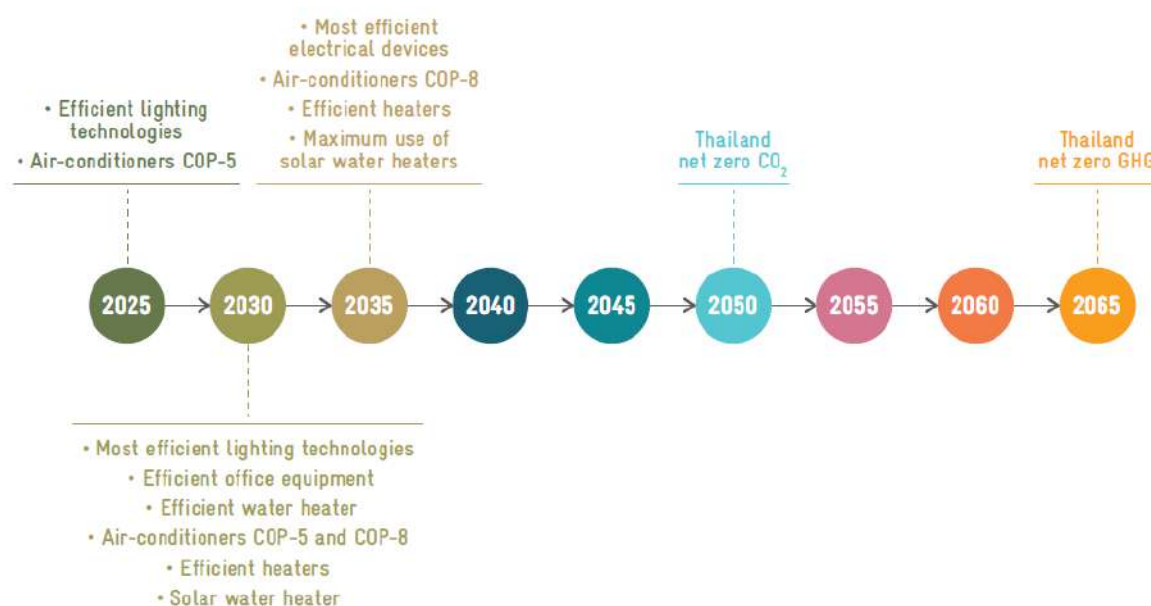 • Most efficient
electrical devices
• Air-conditioners COP-8
• Efficient heaters
• Maximum use of
solar water heaters
• Efficient lighting
technologies
• Air-conditioners COP-5
Thailand
net zero CO₂
Thailand
net zero GHG
2025
2030
2035
2040
2045
2050
2055
2060
2065
• Most efficient lighting technologies
• Efficient office equipment
• Efficient water heater
• Air-conditioners COP-5 and COP-8
• Efficient heaters
• Solar water heater